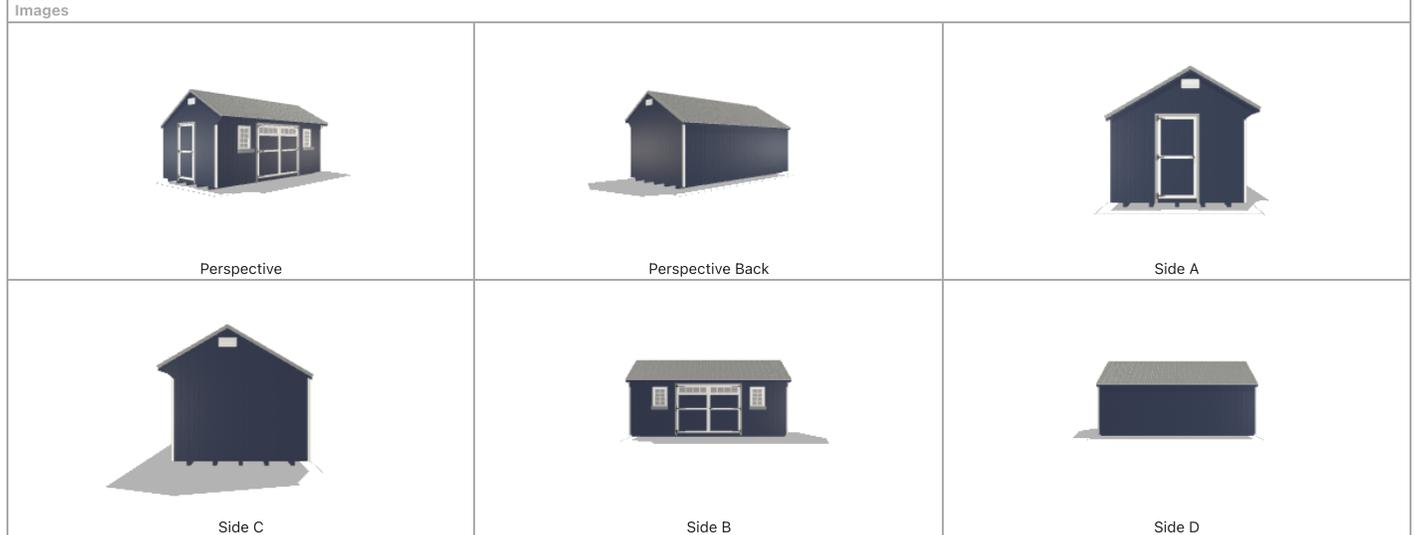 Images
Perspective
Perspective Back
Side A
Side C
Side B
Side D